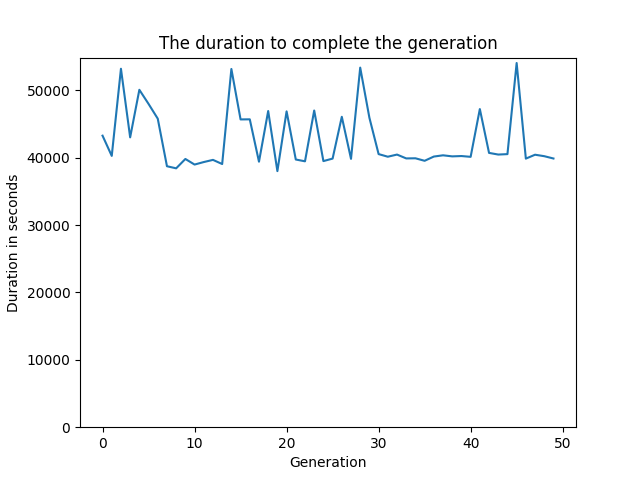 The duration to complete the generation
50000
40000
30000
20000
10000
0
Duration in seconds
0 10 20 30 40 50
Generation